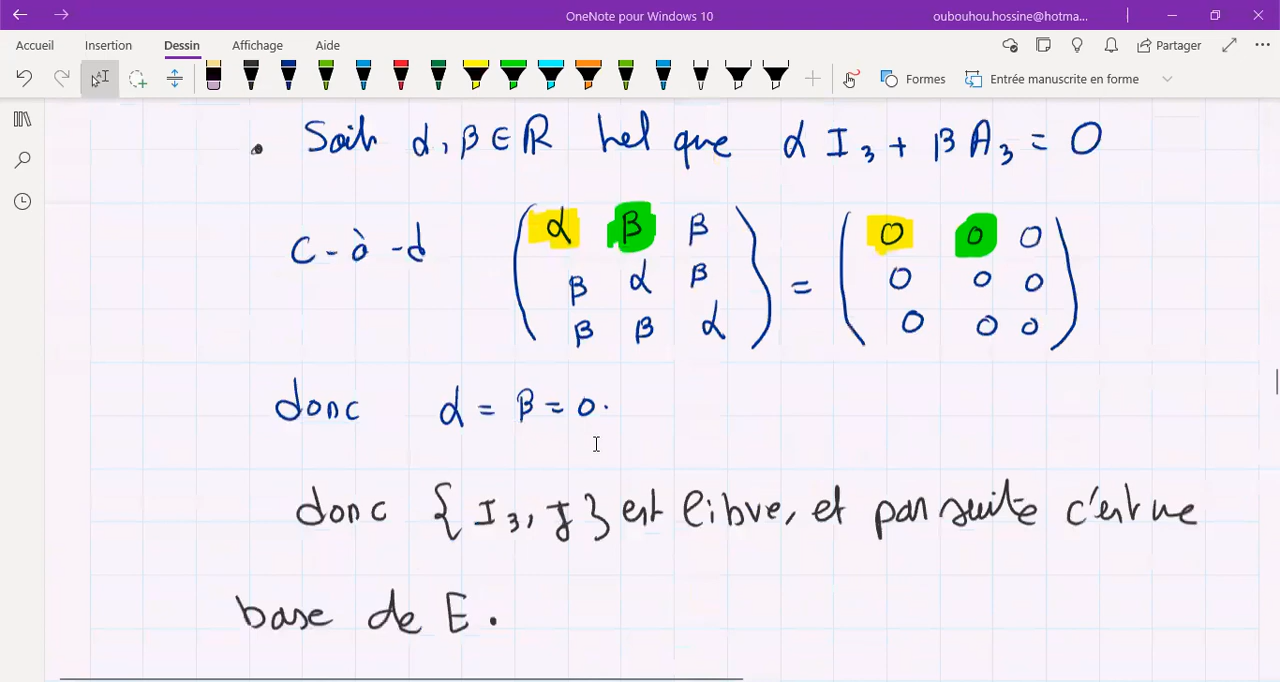 OneNote pour Windows 10
oubouhou.hossine@hotma...
Accueil Insertion Dessin Affichage Aide
Partager
Formes Entrée manuscrite en forme
• Soit α, β ∈ ℝ tel que α I₃ + β A₃ = 0
C-à-d
α β β
β α β
β β α
=
0 0 0
0 0 0
0 0 0
donc α = β = 0.
donc {I₃, J} est libre, et par suite c'est une
base de E.